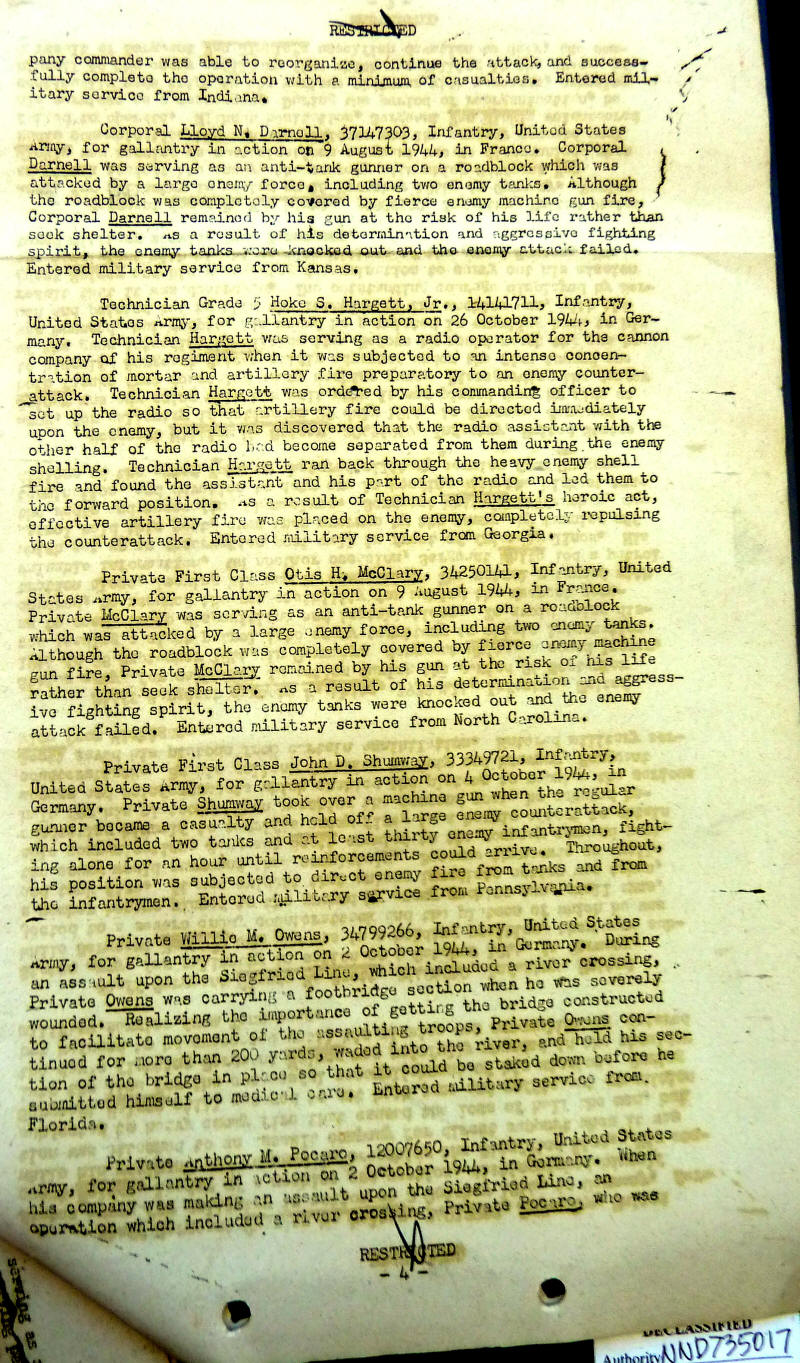 RESTRICTED
pany commander was able to reorganize, continue the attack, and success-
fully complete the operation with a minimum of casualties. Entered mil-
itary service from Indiana.
Corporal Lloyd N. Darnell, 37147303, Infantry, United States
Army, for gallantry in action on 9 August 1944, in France. Corporal
Darnell was serving as an anti-tank gunner on a roadblock which was
attacked by a large enemy force, including two enemy tanks. Although
the roadblock was completely covered by fierce enemy machine gun fire,
Corporal Darnell remained by his gun at the risk of his life rather than
seek shelter. As a result of his determination and aggressive fighting
spirit, the enemy tanks were knocked out and the enemy attack failed.
Entered military service from Kansas.
Technician Grade 5 Hoke S. Hargett, Jr., 14141711, Infantry,
United States Army, for gallantry in action on 26 October 1944, in Ger-
many. Technician Hargett was serving as a radio operator for the cannon
company of his regiment when it was subjected to an intense concen-
tration of mortar and artillery fire preparatory to an enemy counter-
attack. Technician Hargett was ordered by his commanding officer to
set up the radio so that artillery fire could be directed immediately
upon the enemy, but it was discovered that the radio assistant with the
other half of the radio had become separated from them during the enemy
shelling. Technician Hargett ran back through the heavy enemy shell
fire and found the assistant and his part of the radio and led them to
the forward position. As a result of Technician Hargett's heroic act,
effective artillery fire was placed on the enemy, completely repulsing
the counterattack. Entered military service from Georgia.
Private First Class Otis H. McClary, 34250141, Infantry, United
States Army, for gallantry in action on 9 August 1944, in France.
Private McClary was serving as an anti-tank gunner on a roadblock
which was attacked by a large enemy force, including two enemy tanks.
Although the roadblock was completely covered by fierce enemy machine
gun fire, Private McClary remained by his gun at the risk of his life
rather than seek shelter. As a result of his determination and aggress-
ive fighting spirit, the enemy tanks were knocked out and the enemy
attack failed. Entered military service from North Carolina.
Private First Class John D. Shumway, 33349721, Infantry,
United States Army, for gallantry in action on 4 October 1944, in
Germany. Private Shumway took over a machine gun when the regular
gunner became a casualty and held off a large enemy counterattack,
which included two tanks and at least thirty enemy infantrymen, fight-
ing alone for an hour until reinforcements could arrive. Throughout,
his position was subjected to direct enemy fire from tanks and from
the infantrymen. Entered military service from Pennsylvania.
Private Willie M. Owens, 34799266, Infantry, United States
Army, for gallantry in action on 2 October 1944, in Germany. During
an assault upon the Siegfried Line, which included a river crossing,
Private Owens was carrying a footbridge section when he was severely
wounded. Realizing the importance of getting the bridge constructed
to facilitate movement of the assaulting troops, Private Owens con-
tinued for more than 200 yards, waded into the river, and held his sec-
tion of the bridge in place so that it could be staked down before he
submitted himself to medical care. Entered military service from
Florida.
Private Anthony M. Pocaro, 12007650, Infantry, United States
Army, for gallantry in action on 2 October 1944, in Germany. When
his company was making an assault upon the Siegfried Line, an
operation which included a river crossing, Private Pocaro, who was
RESTRICTED
- 4 -
DECLASSIFIED
Authority NND735017